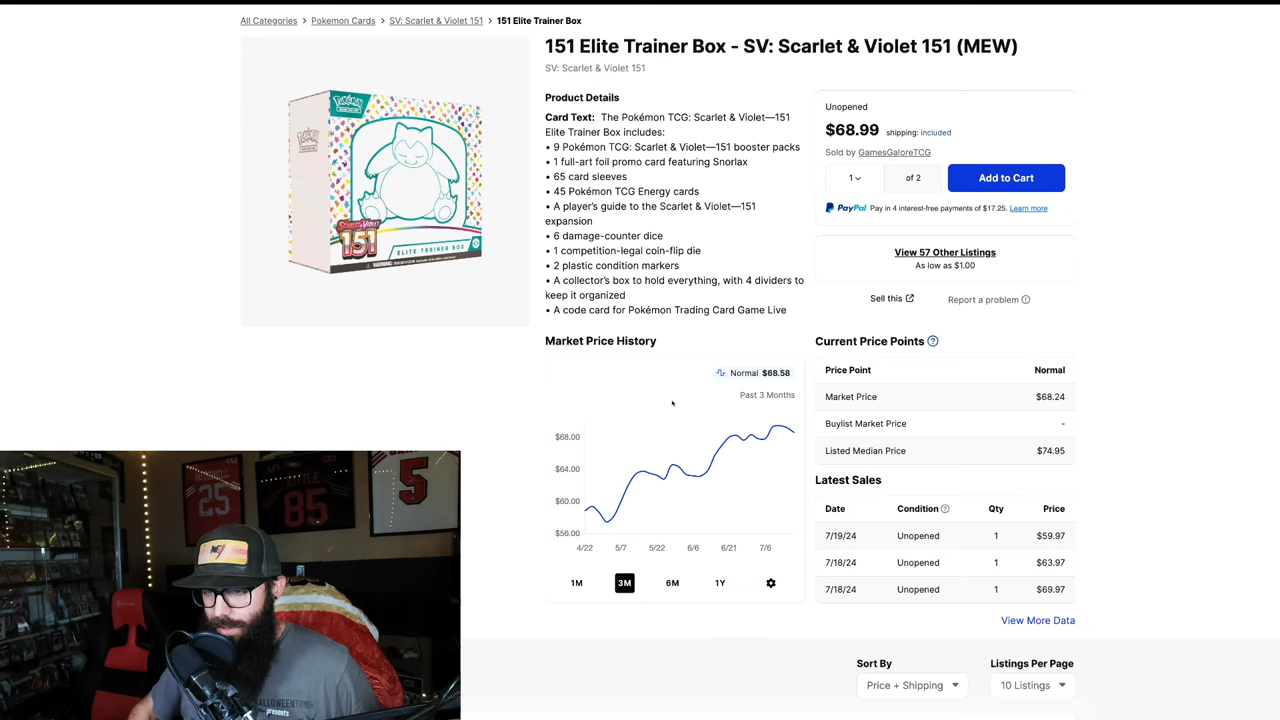 All Categories > Pokemon Cards > SV: Scarlet & Violet 151 > 151 Elite Trainer Box
151 Elite Trainer Box - SV: Scarlet & Violet 151 (MEW)
SV: Scarlet & Violet 151
Product Details
Card Text: The Pokémon TCG: Scarlet & Violet—151
Elite Trainer Box includes:
• 9 Pokémon TCG: Scarlet & Violet—151 booster packs
• 1 full-art foil promo card featuring Snorlax
• 65 card sleeves
• 45 Pokémon TCG Energy cards
• A player's guide to the Scarlet & Violet—151
expansion
• 6 damage-counter dice
• 1 competition-legal coin-flip die
• 2 plastic condition markers
• A collector's box to hold everything, with 4 dividers to
keep it organized
• A code card for Pokémon Trading Card Game Live
Unopened
$68.99 shipping: included
Sold by GamesGaloreTCG
1 of 2 Add to Cart
PayPal Pay in 4 interest-free payments of $17.25. Learn more
View 57 Other Listings
As low as $1.00
Sell this Report a problem
Pokémon
Scarlet & Violet
151
ELITE TRAINER BOX
Market Price History
Normal $68.58
Past 3 Months
$68.00
$64.00
$60.00
$56.00
4/22 5/7 5/22 6/6 6/21 7/6
1M 3M 6M 1Y
Current Price Points
Price Point Normal
Market Price $68.24
Buylist Market Price -
Listed Median Price $74.95
Latest Sales
Date Condition Qty Price
7/19/24 Unopened 1 $59.97
7/18/24 Unopened 1 $63.97
7/18/24 Unopened 1 $69.97
View More Data
Sort By Listings Per Page
Price + Shipping 10 Listings
25
85
5
presents